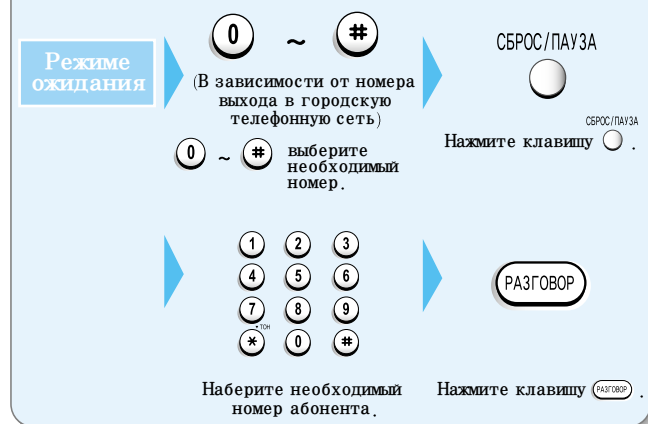 0 ~ #
СБРОС/ПАУЗА
Режиме
ожидания
(В зависимости от номера
выхода в городскую
телефонную сеть)
0 ~ # выберите
необходимый
номер.
СБРОС/ПАУЗА
Нажмите клавишу .
1 2 3
4 5 6
7 8 9
• ТОН
* 0 #
РАЗГОВОР
Наберите необходимый
номер абонента.
Нажмите клавишу РАЗГОВОР .